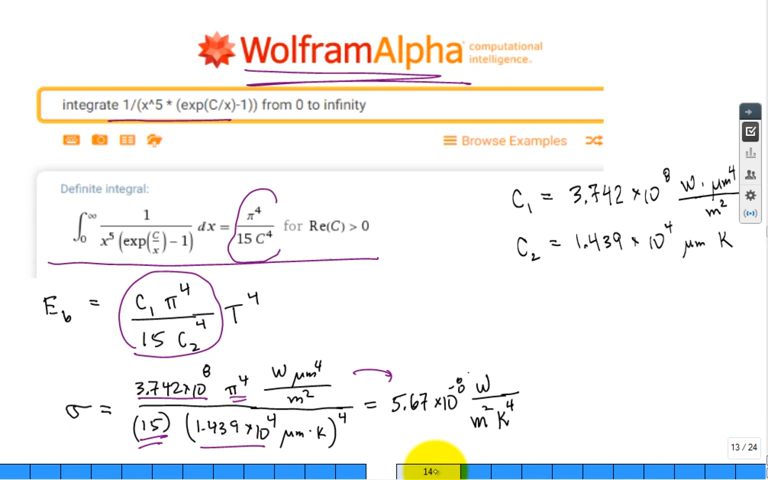 WolframAlpha computational intelligence.
integrate 1/(x^5 * (exp(C/x)-1)) from 0 to infinity
Browse Examples
Definite integral:
∫₀^∞ 1/(x⁵ (exp(C/x) − 1)) dx = π⁴/(15 C⁴) for Re(C) > 0
C₁ = 3.742 × 10⁸ W·μm⁴/m²
C₂ = 1.439 × 10⁴ μm K
E_b = (C₁ π⁴)/(15 C₂⁴) T⁴
σ = (3.742×10⁸ π⁴ W μm⁴/m²)/((15) (1.439 × 10⁴ μm·K)⁴) = 5.67 × 10⁻⁸ W/(m² K⁴)
13 / 24
14